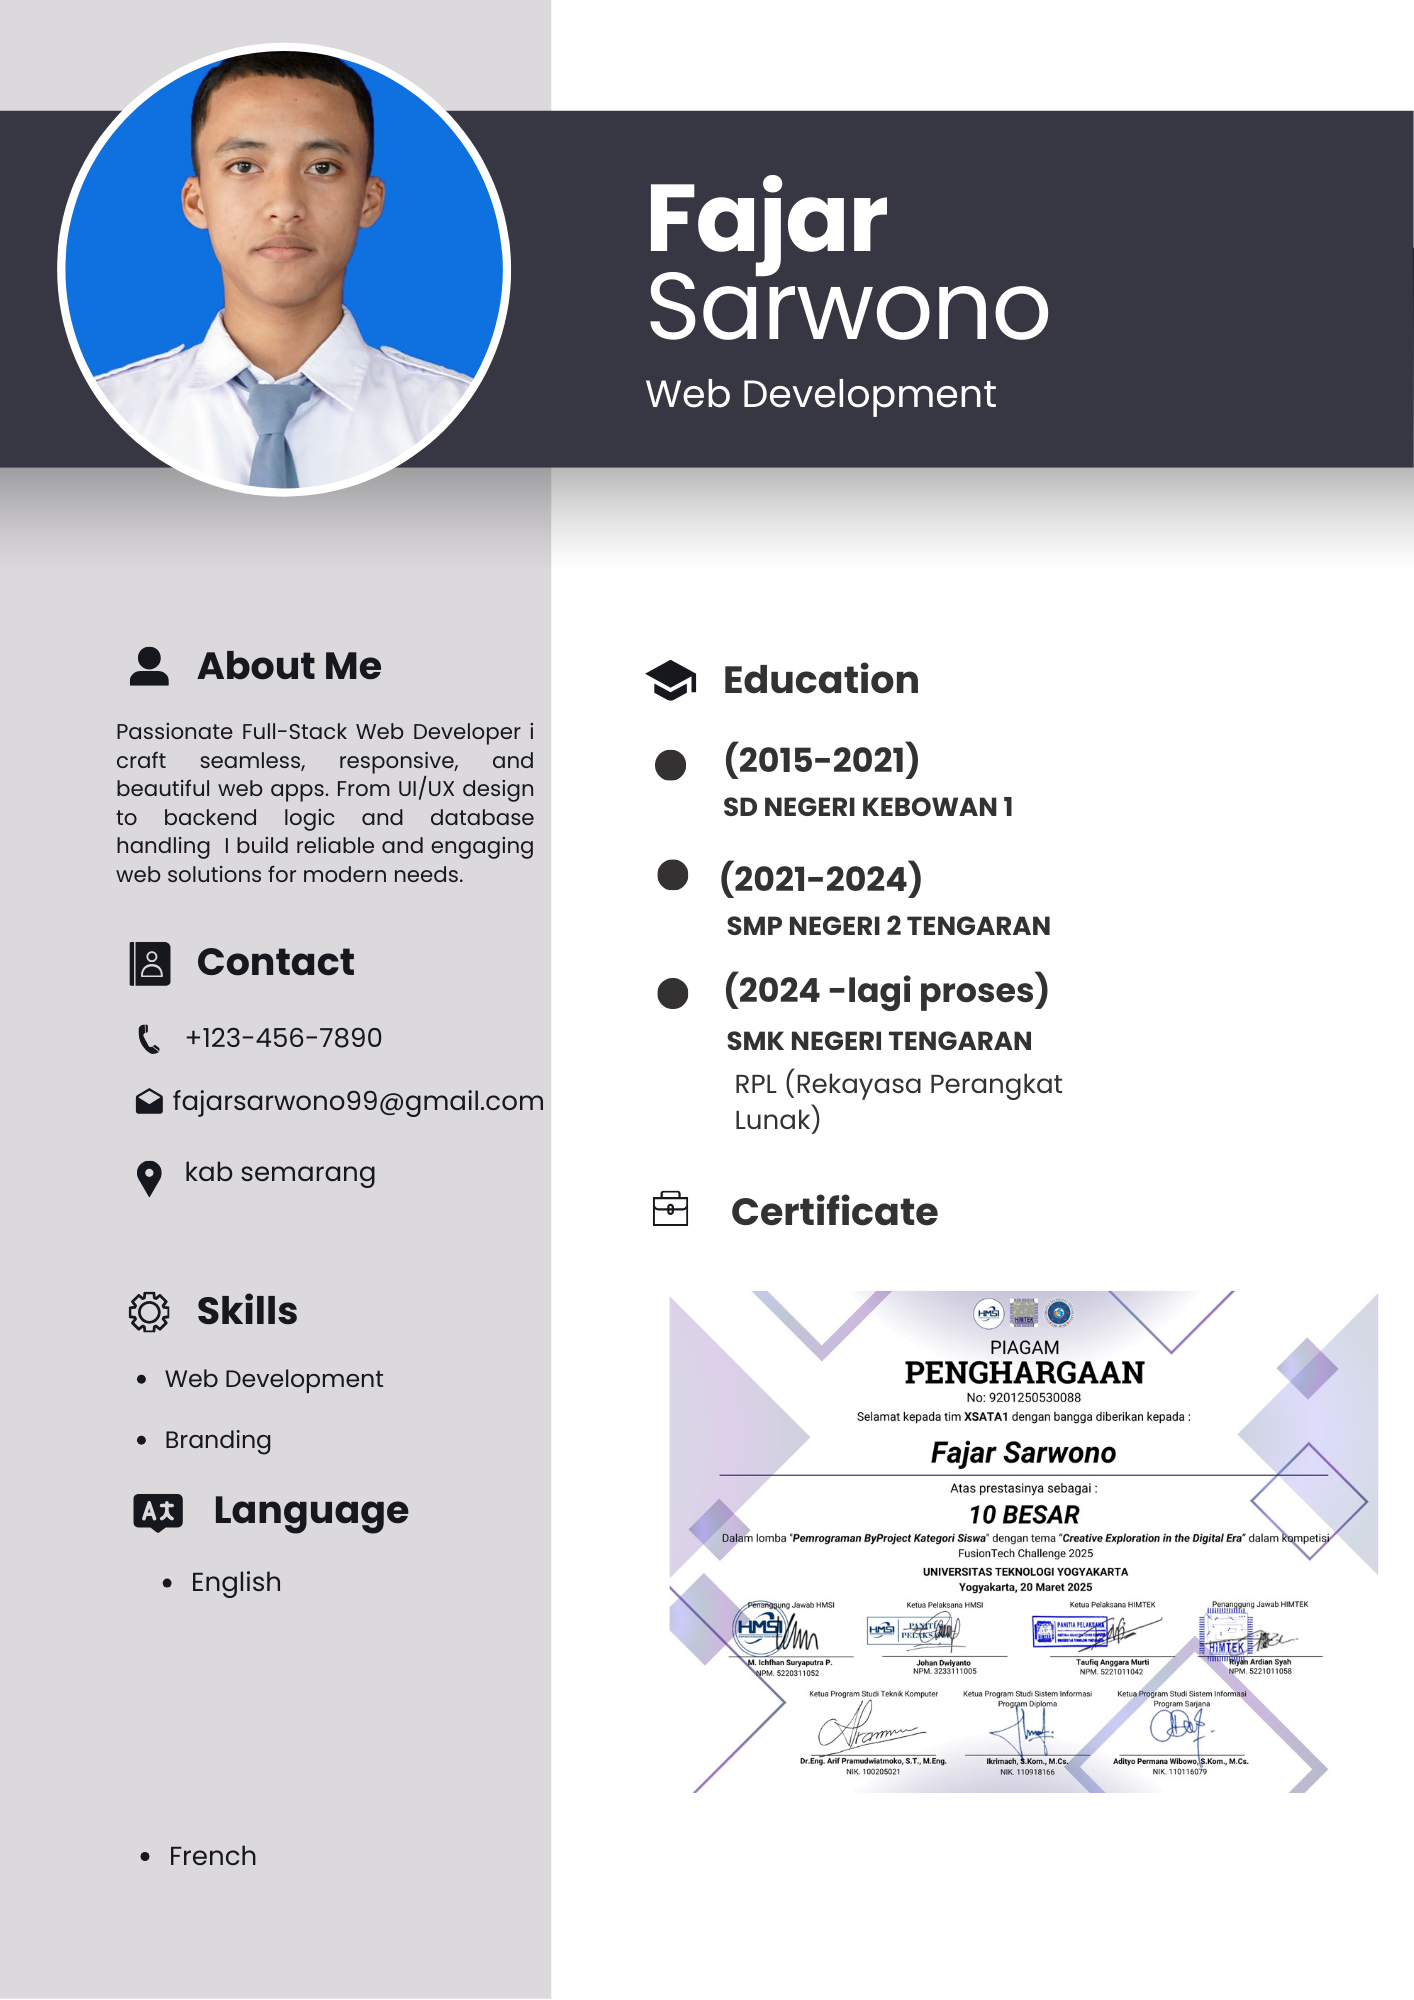 Fajar
Sarwono
Web Development
About Me
Passionate Full-Stack Web Developer i
craft seamless, responsive, and
beautiful web apps. From UI/UX design
to backend logic and database
handling I build reliable and engaging
web solutions for modern needs.
Contact
+123-456-7890
fajarsarwono99@gmail.com
kab semarang
Skills
• Web Development
• Branding
Language
• English
• French
Education
(2015-2021)
SD NEGERI KEBOWAN 1
(2021-2024)
SMP NEGERI 2 TENGARAN
(2024 -lagi proses)
SMK NEGERI TENGARAN
RPL (Rekayasa Perangkat
Lunak)
Certificate
HMSI HIMTEK
PIAGAM
PENGHARGAAN
No: 9201250530088
Selamat kepada tim XSATA1 dengan bangga diberikan kepada :
Fajar Sarwono
Atas prestasinya sebagai :
10 BESAR
Dalam lomba "Pemrograman ByProject Kategori Siswa" dengan tema "Creative Exploration in the Digital Era" dalam kompetisi
FusionTech Challenge 2025
UNIVERSITAS TEKNOLOGI YOGYAKARTA
Yogyakarta, 20 Maret 2025
Penanggung Jawab HMSI
HMSI
M. Ichfhan Suryaputra P.
NPM. 5220311052
Ketua Pelaksana HMSI
HMSI PANITIA PELAKSANA
Johan Dwiyanto
NPM. 3233111005
Ketua Pelaksana HIMTEK
PANITIA PELAKSANA
Taufiq Anggara Murti
NPM. 5221011042
Penanggung Jawab HIMTEK
HIMTEK
Riyan Ardian Syah
NPM. 5221011058
Ketua Program Studi Teknik Komputer
Dr.Eng. Arif Pramudwiatmoko, S.T., M.Eng.
NIK. 100205021
Ketua Program Studi Sistem Informasi
Program Diploma
Ikrimach, S.Kom., M.Cs.
NIK. 110918166
Ketua Program Studi Sistem Informasi
Program Sarjana
Adityo Permana Wibowo, S.Kom., M.Cs.
NIK. 110116079